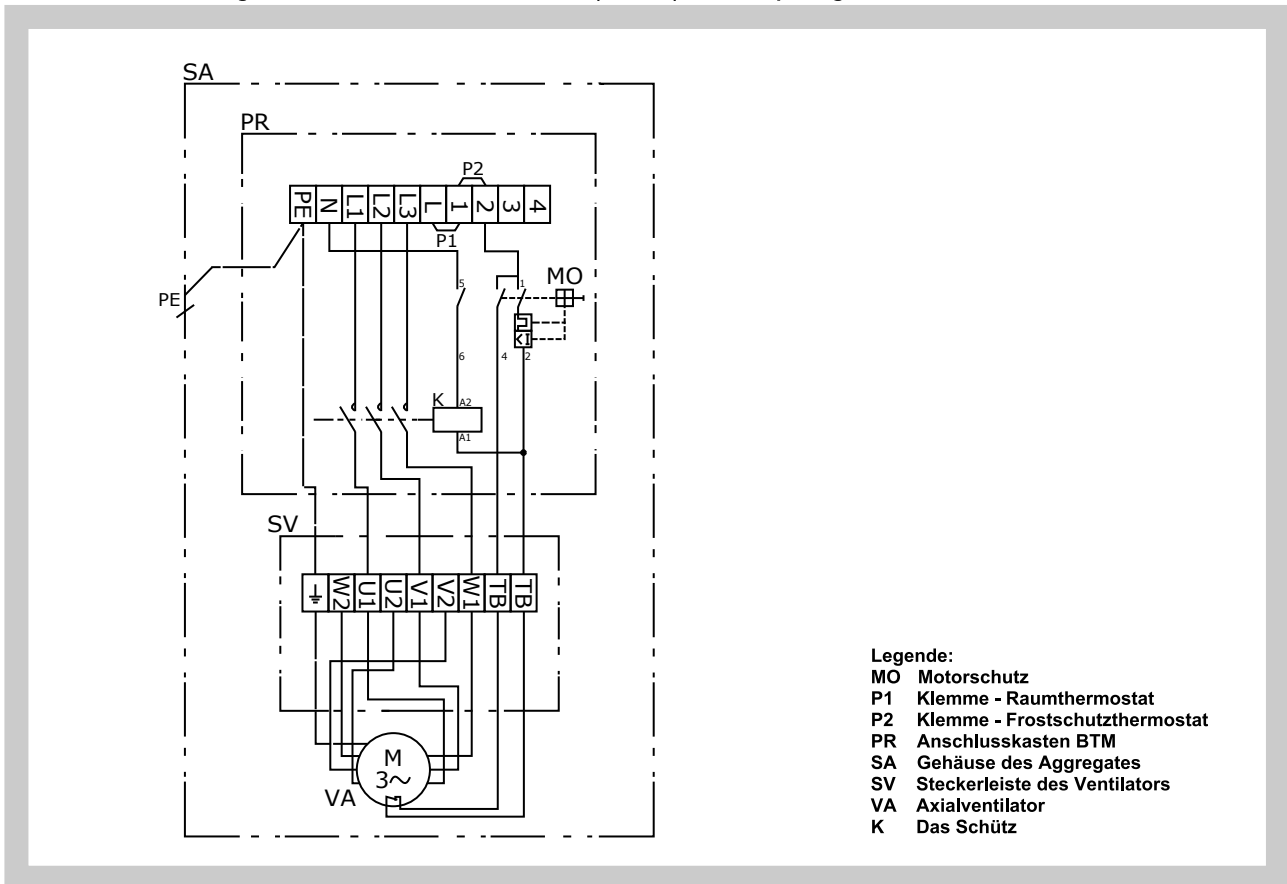 SA
PR
P2
PE N L1 L2 L3 L 1 2 3 4
P1
MO
5 1
PE
6 4 2
K A2
A1
SV
W2 U1 U2 V1 V2 W1 TB TB
M
3~
VA
Legende:
MO Motorschutz
P1 Klemme - Raumthermostat
P2 Klemme - Frostschutzthermostat
PR Anschlusskasten BTM
SA Gehäuse des Aggregates
SV Steckerleiste des Ventilators
VA Axialventilator
K Das Schütz